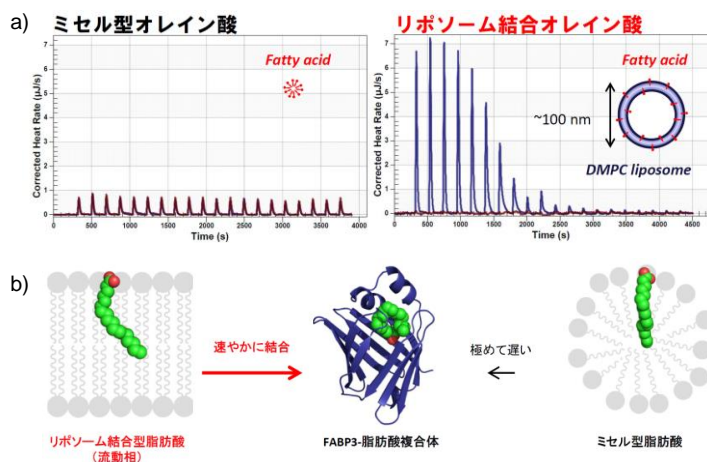 a)
ミセル型オレイン酸
Fatty acid
Corrected Heat Rate (μJ/s)
7
6
5
4
3
2
1
0
0 500 1000 1500 2000 2500 3000 3500 4000
Time (s)
リポソーム結合オレイン酸
Fatty acid
~100 nm
DMPC liposome
Corrected Heat Rate (μJ/s)
7
6
5
4
3
2
1
0
0 500 1000 1500 2000 2500 3000 3500 4000 4500
Time (s)
b)
速やかに結合
極めて遅い
リポソーム結合型脂肪酸
(流動相)
FABP3-脂肪酸複合体
ミセル型脂肪酸